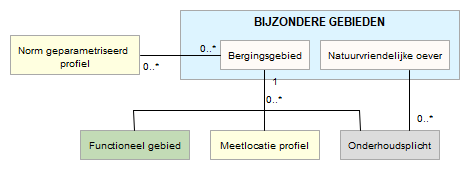 BIJZONDERE GEBIEDEN
Norm geparametriseerd
profiel
0..*
0..*
Bergingsgebied
Natuurvriendelijke oever
1
0..*
0..*
Functioneel gebied
Meetlocatie profiel
Onderhoudsplicht